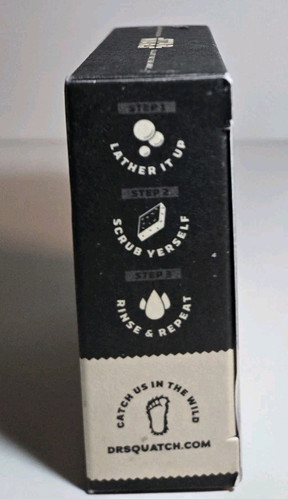 STEP 1
LATHER IT UP
STEP 2
SCRUB YERSELF
STEP 3
RINSE & REPEAT
CATCH US IN THE WILD
DRSQUATCH.COM